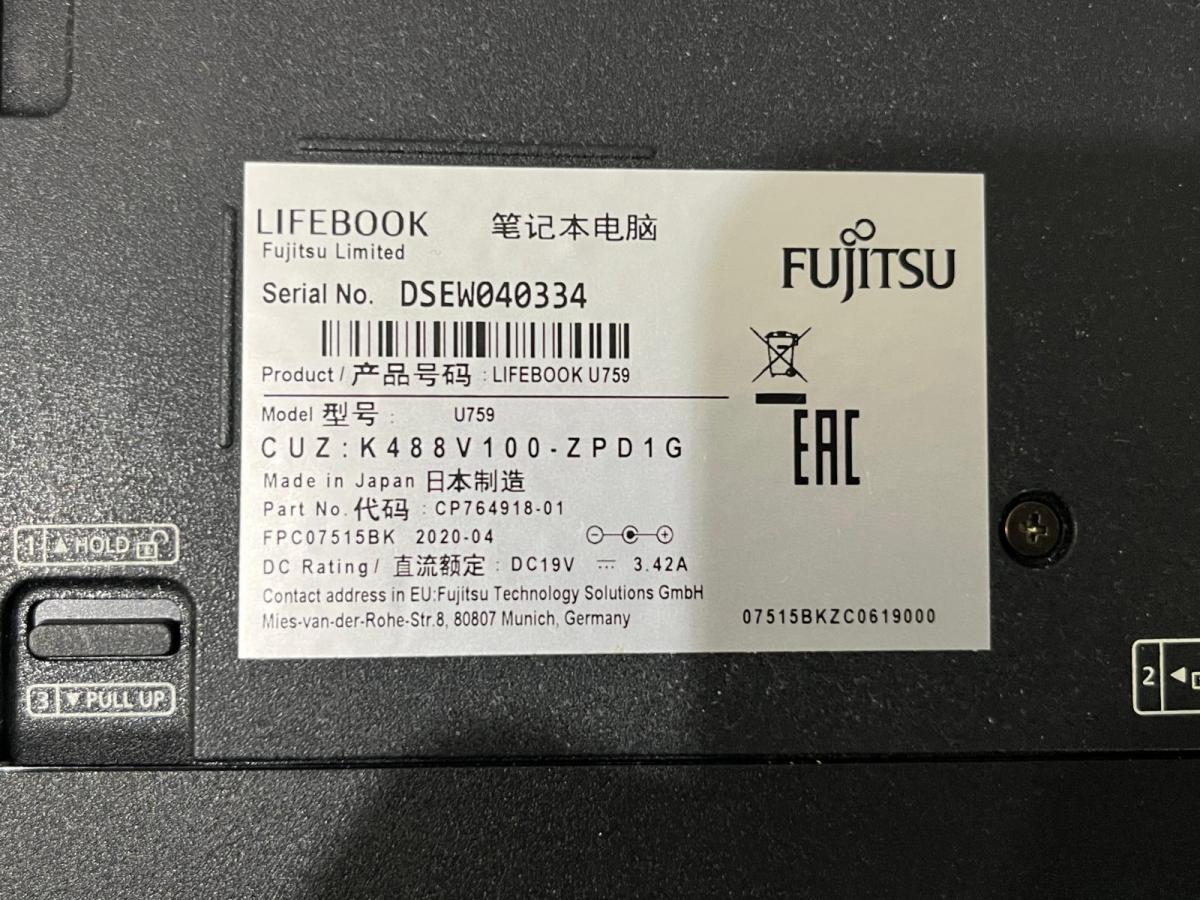 LIFEBOOK 笔记本电脑
Fujitsu Limited
FUJITSU
Serial No. DSEW040334
Product / 产品号码 : LIFEBOOK U759
Model 型号 : U759
CUZ:K488V100-ZPD1G
EAC
Made in Japan 日本制造
Part No. 代码 : CP764918-01
FPC07515BK 2020-04
DC Rating/ 直流额定 : DC19V ⎓ 3.42A
Contact address in EU:Fujitsu Technology Solutions GmbH
Mies-van-der-Rohe-Str.8, 80807 Munich, Germany
07515BKZC0619000
1 ▲ HOLD
3 ▼ PULL UP
2 ◀